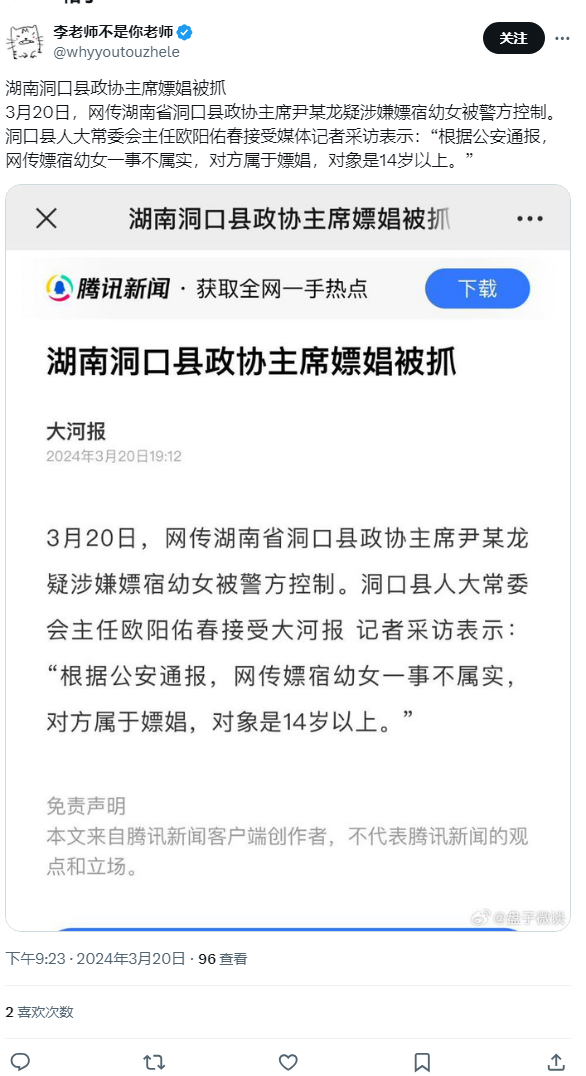 李老师不是你老师
@whyyoutouzhele
关注
湖南洞口县政协主席嫖娼被抓
3月20日，网传湖南省洞口县政协主席尹某龙疑涉嫌嫖宿幼女被警方控制。
洞口县人大常委会主任欧阳佑春接受媒体记者采访表示：“根据公安通报，
网传嫖宿幼女一事不属实，对方属于嫖娼，对象是14岁以上。”
湖南洞口县政协主席嫖娼被抓
腾讯新闻 · 获取全网一手热点
下载
湖南洞口县政协主席嫖娼被抓
大河报
2024年3月20日19:12
3月20日，网传湖南省洞口县政协主席尹某龙
疑涉嫌嫖宿幼女被警方控制。洞口县人大常委
会主任欧阳佑春接受大河报 记者采访表示：
“根据公安通报，网传嫖宿幼女一事不属实，
对方属于嫖娼，对象是14岁以上。”
免责声明
本文来自腾讯新闻客户端创作者，不代表腾讯新闻的观
点和立场。
@盘子微谈
下午9:23 · 2024年3月20日 · 96 查看
2 喜欢次数